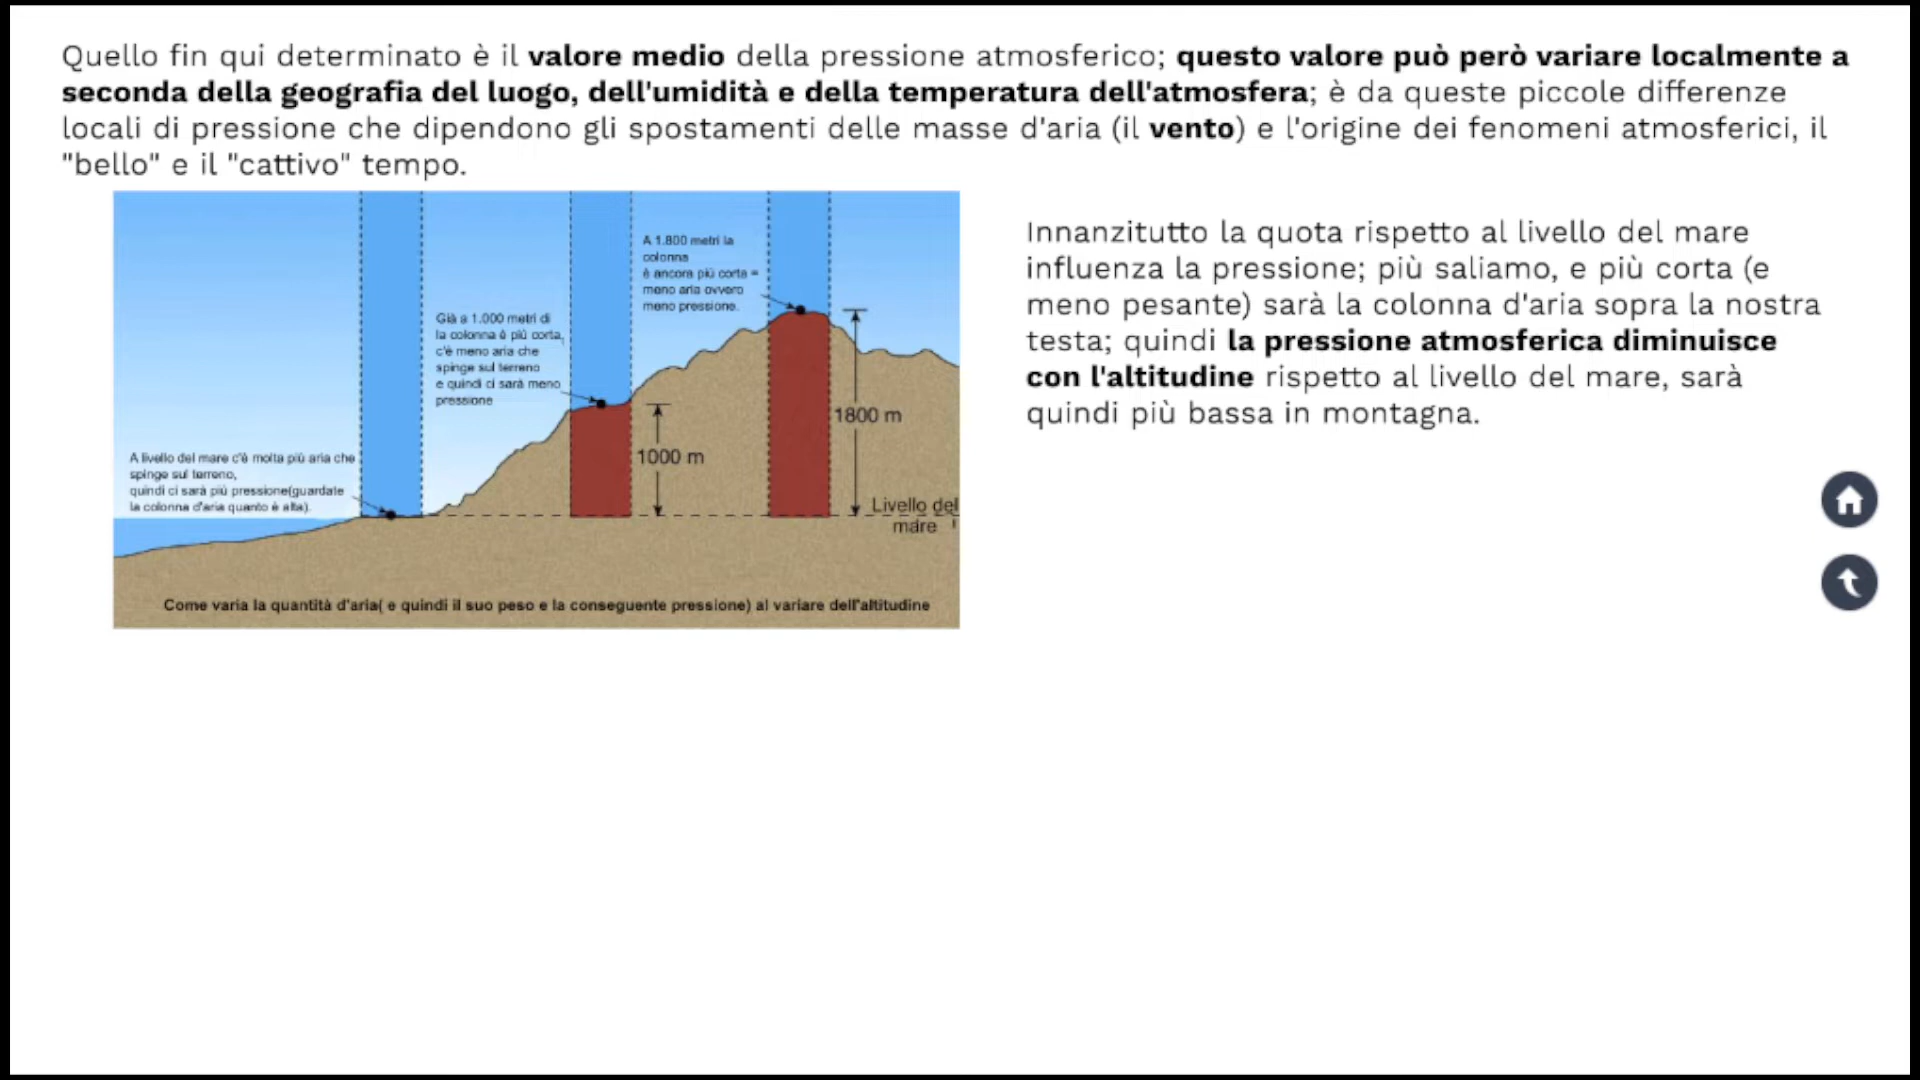 Quello fin qui determinato è il valore medio della pressione atmosferico; questo valore può però variare localmente a
seconda della geografia del luogo, dell'umidità e della temperatura dell'atmosfera; è da queste piccole differenze
locali di pressione che dipendono gli spostamenti delle masse d'aria (il vento) e l'origine dei fenomeni atmosferici, il
"bello" e il "cattivo" tempo.
A 1.800 metri la
colonna
è ancora più corta =
meno aria ovvero
meno pressione.
Già a 1.000 metri di
la colonna è più corta,
c'è meno aria che
spinge sul terreno
e quindi ci sarà meno
pressione
A livello del mare c'è molta più aria che
spinge sul terreno,
quindi ci sarà più pressione(guardate
la colonna d'aria quanto è alta).
1000 m
1800 m
Livello del
mare
Come varia la quantità d'aria( e quindi il suo peso e la conseguente pressione) al variare dell'altitudine
Innanzitutto la quota rispetto al livello del mare
influenza la pressione; più saliamo, e più corta (e
meno pesante) sarà la colonna d'aria sopra la nostra
testa; quindi la pressione atmosferica diminuisce
con l'altitudine rispetto al livello del mare, sarà
quindi più bassa in montagna.